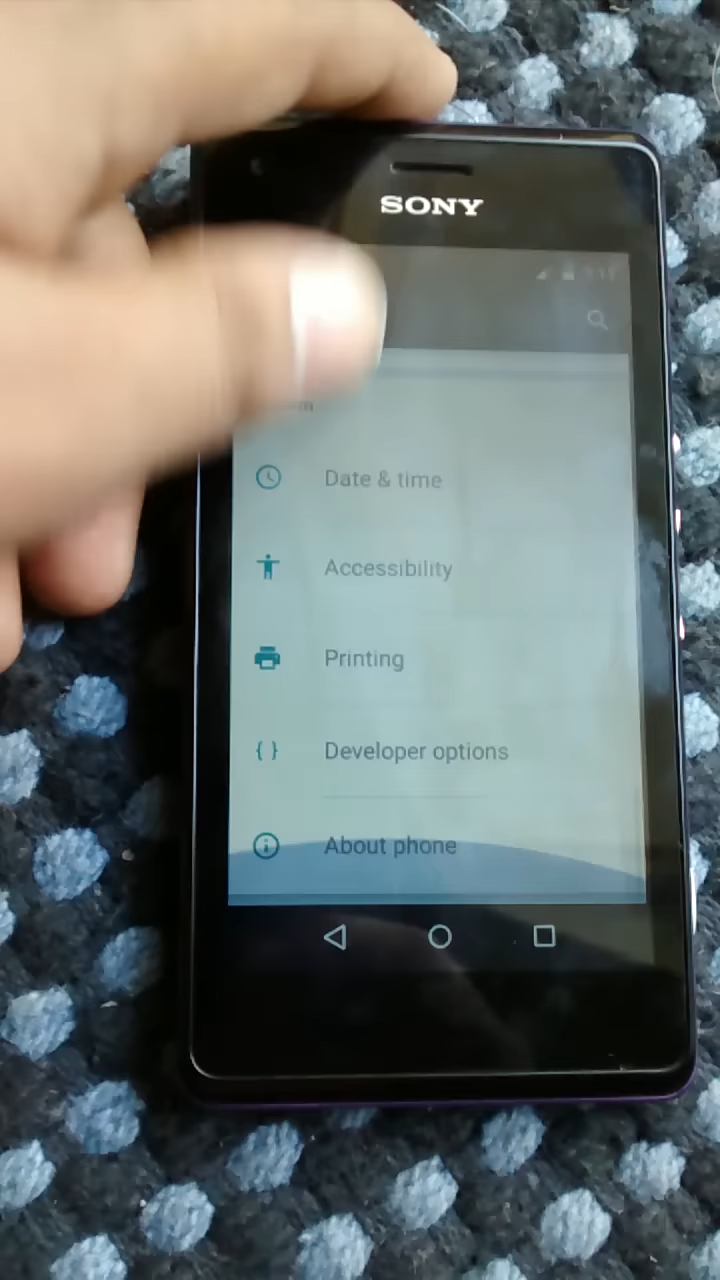 SONY
Date & time
Accessibility
Printing
{ } Developer options
About phone